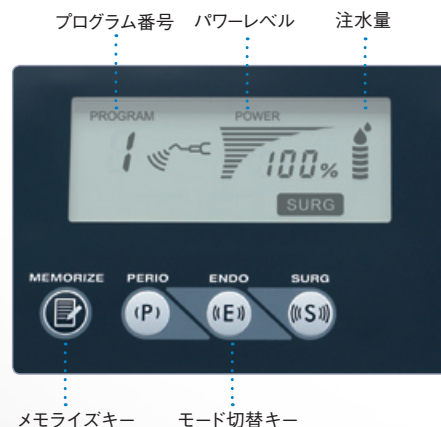 プログラム番号 パワーレベル 注水量
PROGRAM POWER
1 100%
SURG
MEMORIZE PERIO ENDO SURG
(P) ((E)) (((S)))
メモライズキー モード切替キー